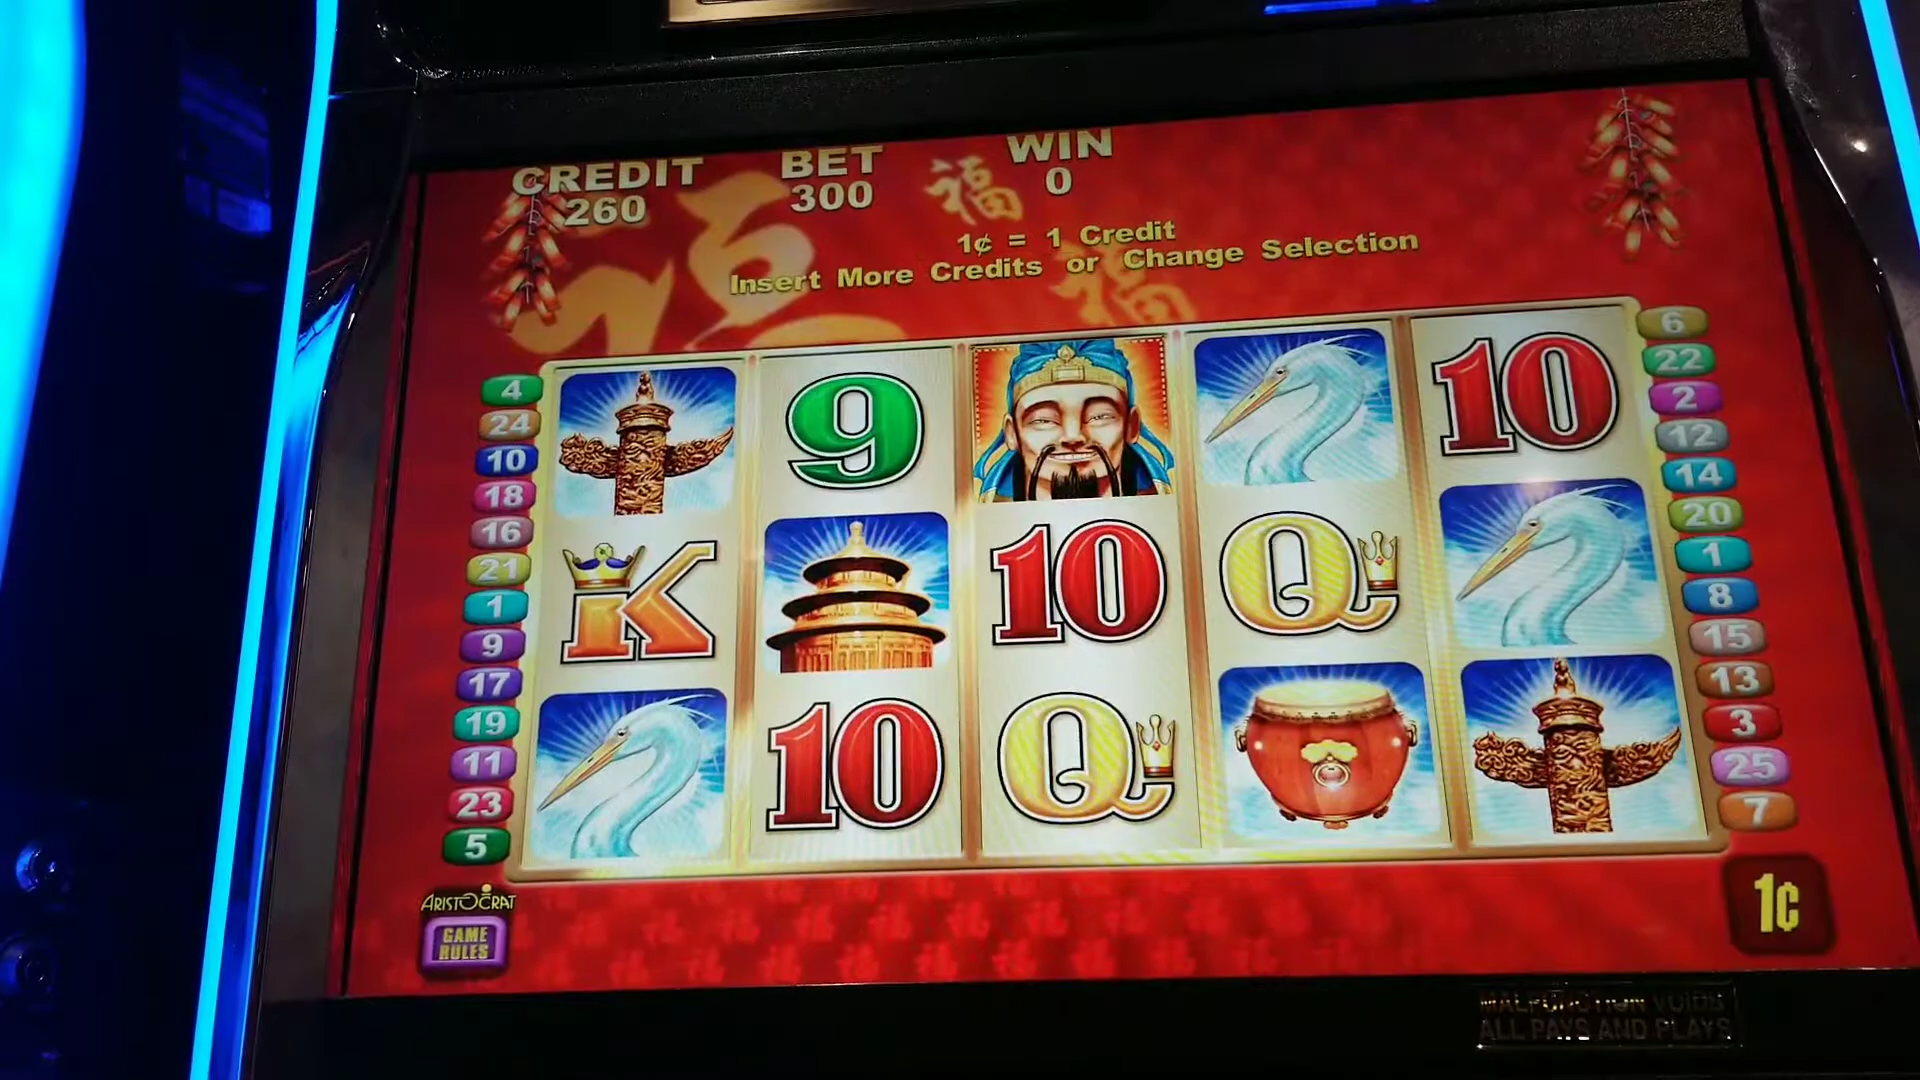 CREDIT BET WIN
260 300 0
福 福
1¢ = 1 Credit
Insert More Credits or Change Selection
福
6
4 22
24 9 10 2
10 12
18 14
16 20
21 K 10 Q 1
1 8
9 15
17 13
19 10 Q 3
11 25
23 7
5
ARISTOCRAT
GAME
RULES
1¢
MALFUNCTION VOIDS
ALL PAYS AND PLAYS